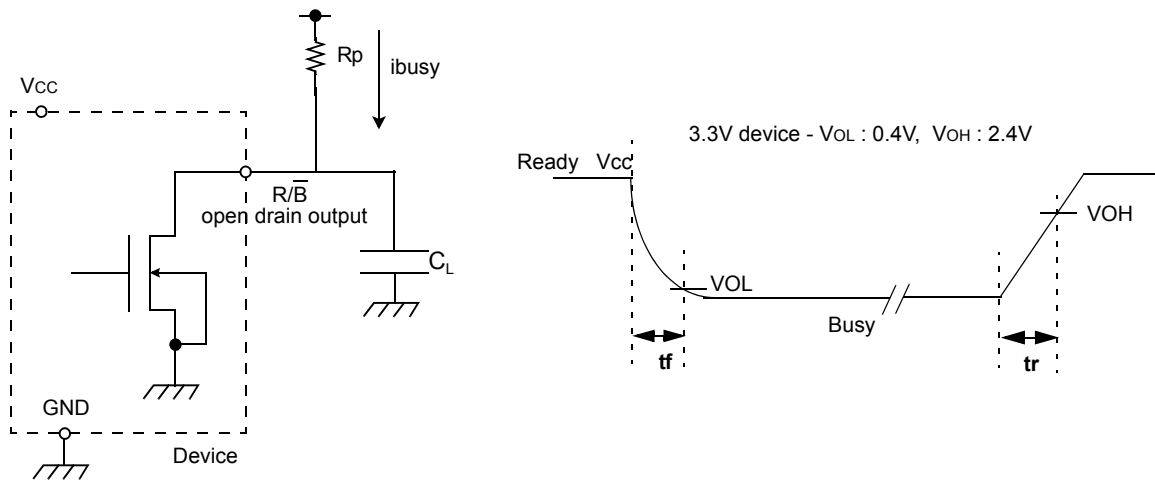 Rp
ibusy
VCC
R/B̅
open drain output
CL
GND
Device
3.3V device - VOL : 0.4V, VOH : 2.4V
Ready Vcc
VOH
VOL
Busy
tf
tr